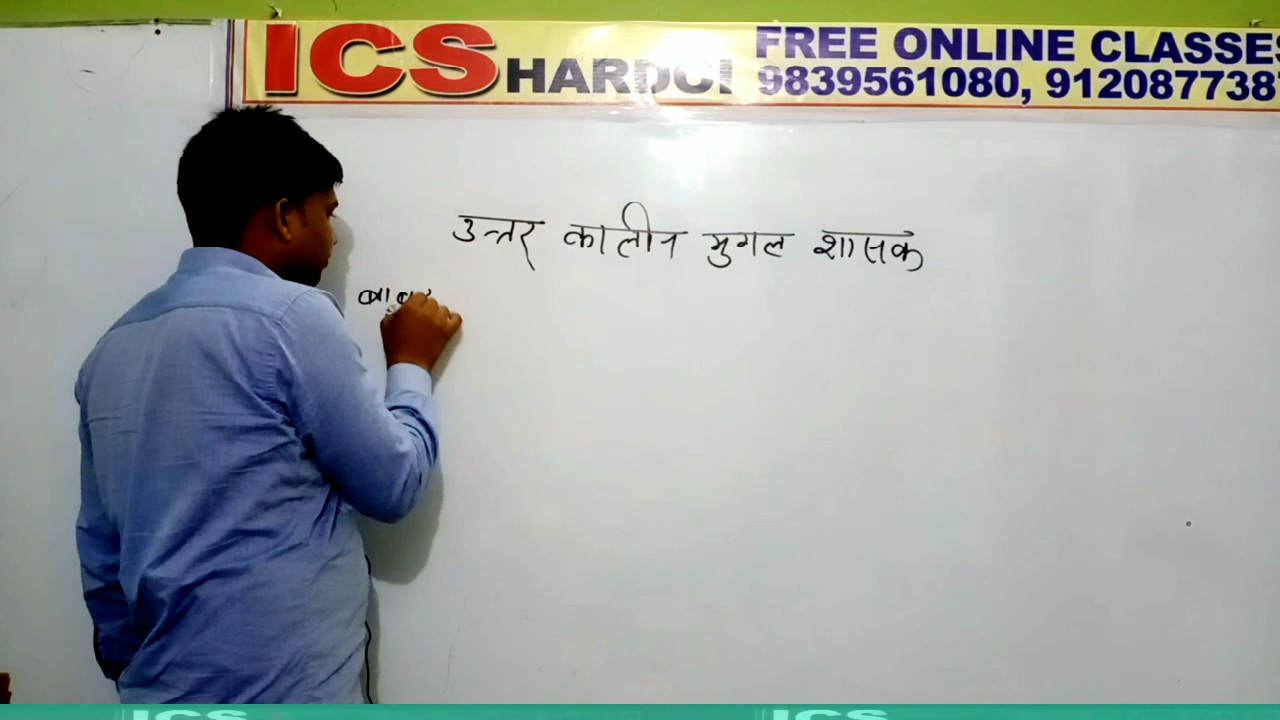 ICS HARDOI FREE ONLINE CLASSES
9839561080, 912087738
उत्तर कालीन मुगल शासक